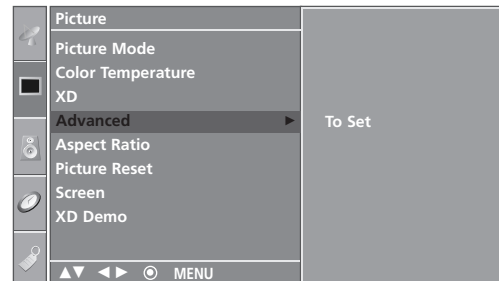 Picture
Picture Mode
Color Temperature
XD
Advanced ► To Set
Aspect Ratio
Picture Reset
Screen
XD Demo
▲▼ ◄► ⦿ MENU